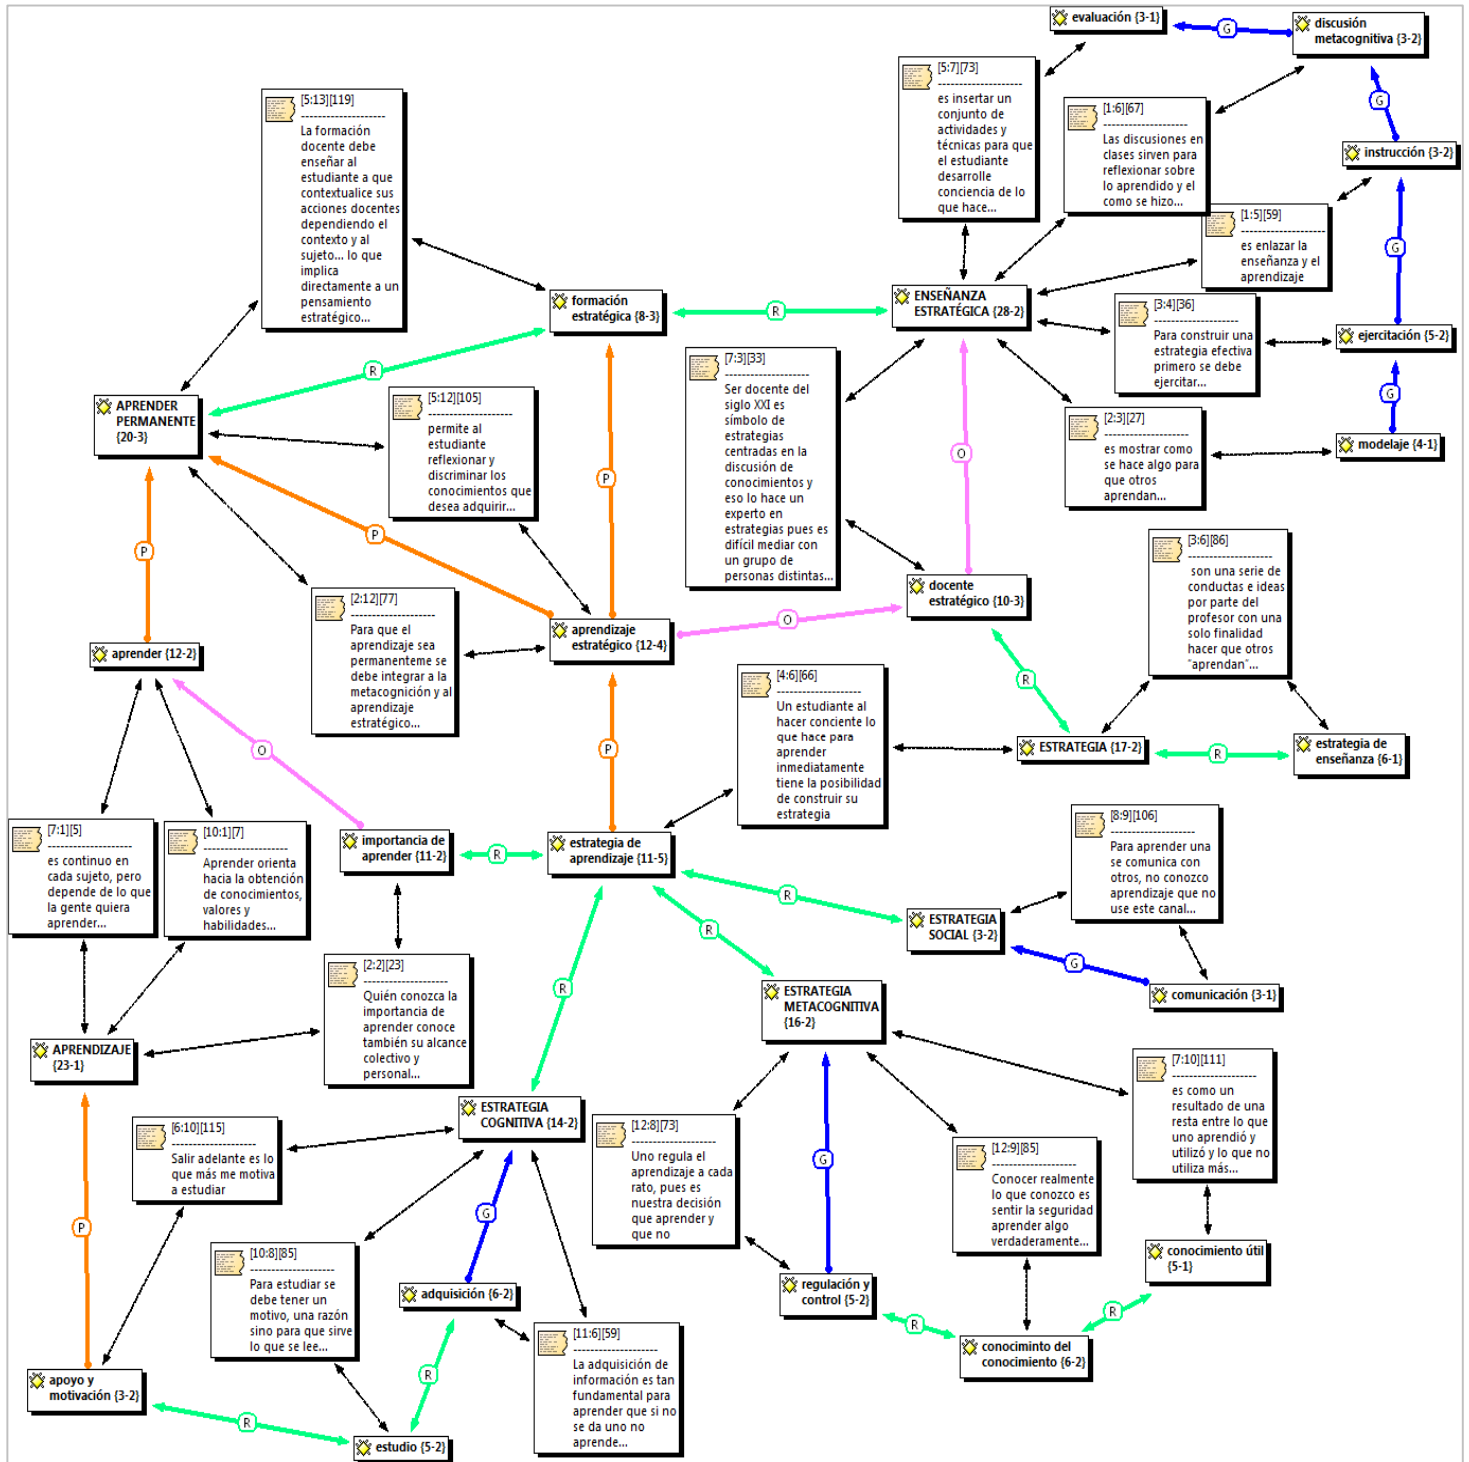 evaluación {3-1}
G
discusión
metacognitiva {3-2}
[5:7][73]
--------------------
es insertar un
conjunto de
actividades y
técnicas para que
el estudiante
desarrolle
conciencia de lo
que hace...
[1:6][67]
--------------------
Las discusiones en
clases sirven para
reflexionar sobre
lo aprendido y el
como se hizo...
G
instrucción {3-2}
[5:13][119]
--------------------
La formación
docente debe
enseñar al
estudiante a que
contextualice sus
acciones docentes
dependiendo el
contexto y al
sujeto... lo que
implica
directamente a un
pensamiento
estratégico...
[1:5][59]
--------------------
es enlazar la
enseñanza y el
aprendizaje
G
formación
estratégica {8-3}
R
ENSEÑANZA
ESTRATÉGICA {28-2}
[3:4][36]
--------------------
Para construir una
estrategia efectiva
primero se debe
ejercitar...
ejercitación {5-2}
R
[7:3][33]
--------------------
Ser docente del
siglo XXI es
símbolo de
estrategias
centradas en la
discusión de
conocimientos y
eso lo hace un
experto en
estrategias pues es
difícil mediar con
un grupo de
personas distintas...
G
APRENDER
PERMANENTE
{20-3}
[5:12][105]
--------------------
permite al
estudiante
reflexionar y
discriminar los
conocimientos que
desea adquirir...
[2:3][27]
--------------------
es mostrar como
se hace algo para
que otros
aprendan...
modelaje {4-1}
O
P
P
P
[3:6][86]
--------------------
son una serie de
conductas e ideas
por parte del
profesor con una
solo finalidad
hacer que otros
"aprendan"...
docente
estratégico {10-3}
[2:12][77]
--------------------
Para que el
aprendizaje sea
permanenteme se
debe integrar a la
metacognición y al
aprendizaje
estratégico...
O
aprendizaje
estratégico {12-4}
aprender {12-2}
R
[4:6][66]
--------------------
Un estudiante al
hacer conciente lo
que hace para
aprender
inmediatamente
tiene la posibilidad
de construir su
estrategia
O
P
ESTRATEGIA {17-2}
R
estrategia de
enseñanza {6-1}
[7:1][5]
--------------------
es continuo en
cada sujeto, pero
depende de lo que
la gente quiera
aprender...
[10:1][7]
--------------------
Aprender orienta
hacia la obtención
de conocimientos,
valores y
habilidades...
importancia de
aprender {11-2}
R
estrategia de
aprendizaje {11-5}
[8:9][106]
--------------------
Para aprender una
se comunica con
otros, no conozco
aprendizaje que no
use este canal...
R
ESTRATEGIA
SOCIAL {3-2}
R
G
comunicación {3-1}
[2:2][23]
--------------------
Quién conozca la
importancia de
aprender conoce
también su alcance
colectivo y
personal...
R
ESTRATEGIA
METACOGNITIVA
{16-2}
APRENDIZAJE
{23-1}
[7:10][111]
--------------------
es como un
resultado de una
resta entre lo que
uno aprendió y
utilizó y lo que no
utiliza más...
[6:10][115]
--------------------
Salir adelante es lo
que más me motiva
a estudiar
ESTRATEGIA
COGNITIVA {14-2}
[12:8][73]
--------------------
Uno regula el
aprendizaje a cada
rato, pues es
nuestra decisión
que aprender y
que no
G
[12:9][85]
--------------------
Conocer realmente
lo que conozco es
sentir la seguridad
aprender algo
verdaderamente...
P
G
[10:8][85]
--------------------
Para estudiar se
debe tener un
motivo, una razón
sino para que sirve
lo que se lee...
adquisición {6-2}
regulación y
control {5-2}
conocimiento útil
{5-1}
R
R
[11:6][59]
--------------------
La adquisición de
información es tan
fundamental para
aprender que si no
se da uno no
aprende...
conociminto del
conocimiento {6-2}
apoyo y
motivación {3-2}
R
R
estudio {5-2}